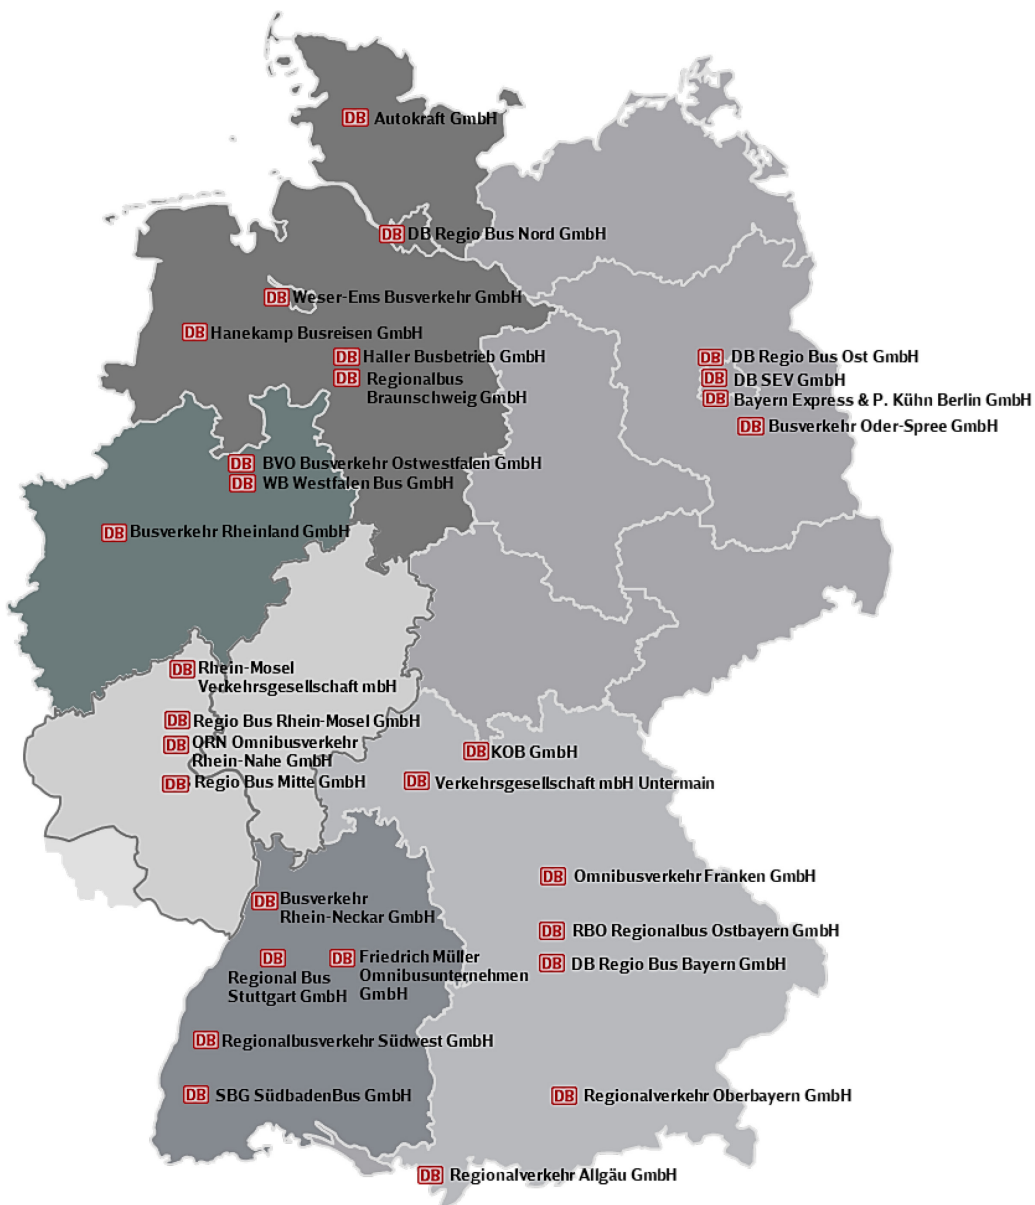 DB Autokraft GmbH
DB DB Regio Bus Nord GmbH
DB Weser-Ems Busverkehr GmbH
DB Hanekamp Busreisen GmbH
DB Haller Busbetrieb GmbH
DB Regionalbus
Braunschweig GmbH
DB DB Regio Bus Ost GmbH
DB DB SEV GmbH
DB Bayern Express & P. Kühn Berlin GmbH
DB Busverkehr Oder-Spree GmbH
DB BVO Busverkehr Ostwestfalen GmbH
DB WB Westfalen Bus GmbH
DB Busverkehr Rheinland GmbH
DB Rhein-Mosel
Verkehrsgesellschaft mbH
DB Regio Bus Rhein-Mosel GmbH
DB ORN Omnibusverkehr
Rhein-Nahe GmbH
DB Regio Bus Mitte GmbH
DB KOB GmbH
DB Verkehrsgesellschaft mbH Untermain
DB Omnibusverkehr Franken GmbH
DB RBO Regionalbus Ostbayern GmbH
DB DB Regio Bus Bayern GmbH
DB Busverkehr
Rhein-Neckar GmbH
DB
Regional Bus
Stuttgart GmbH
DB Friedrich Müller
Omnibusunternehmen
GmbH
DB Regionalbusverkehr Südwest GmbH
DB SBG SüdbadenBus GmbH
DB Regionalverkehr Oberbayern GmbH
DB Regionalverkehr Allgäu GmbH